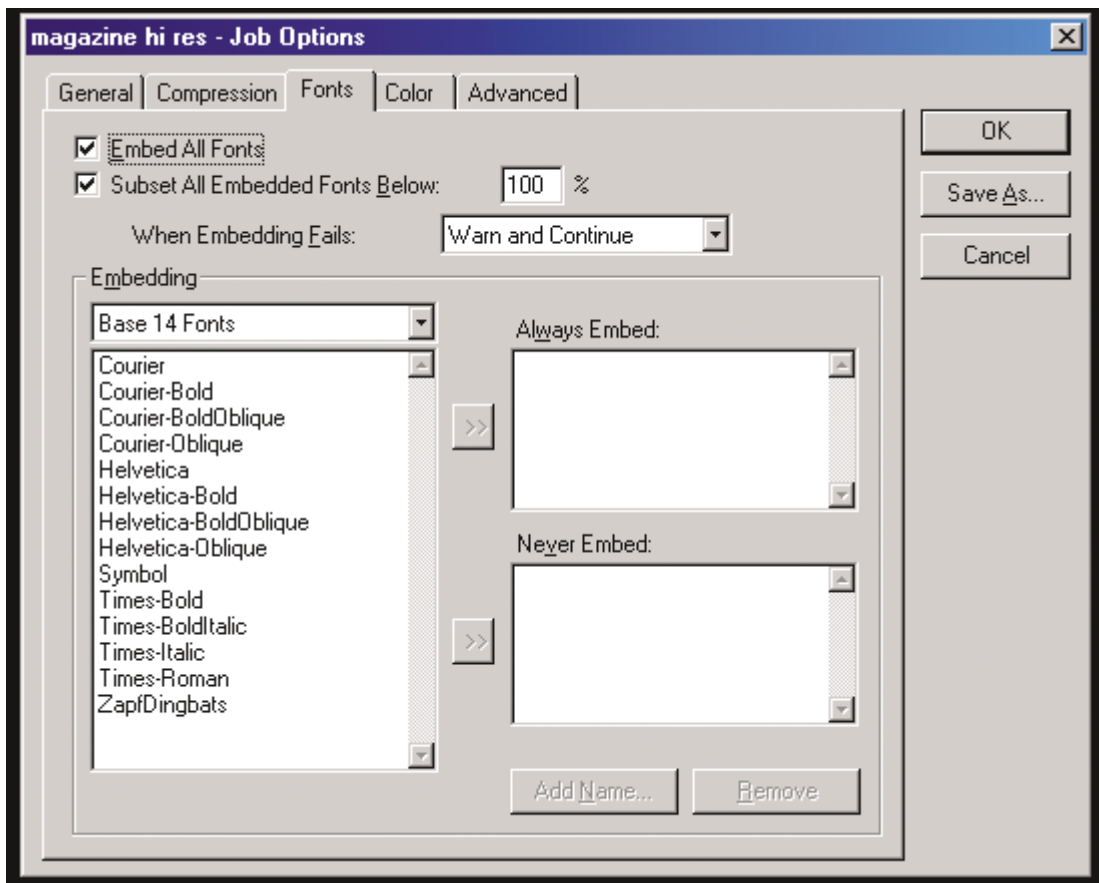 magazine hi res - Job Options
General Compression Fonts Color Advanced
Embed All Fonts
Subset All Embedded Fonts Below: 100 %
When Embedding Fails: Warn and Continue
OK
Save As...
Cancel
Embedding
Base 14 Fonts
Courier
Courier-Bold
Courier-BoldOblique
Courier-Oblique
Helvetica
Helvetica-Bold
Helvetica-BoldOblique
Helvetica-Oblique
Symbol
Times-Bold
Times-BoldItalic
Times-Italic
Times-Roman
ZapfDingbats
>>
>>
Always Embed:
Never Embed:
Add Name... Remove